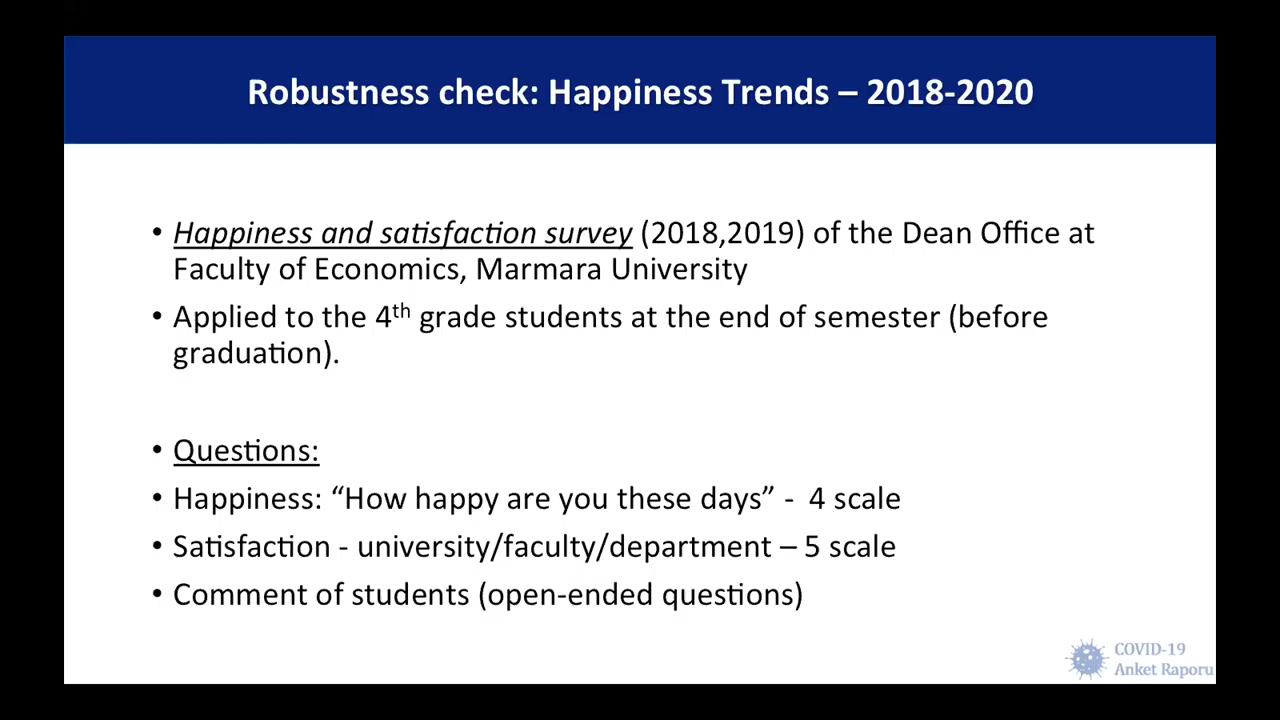 Robustness check: Happiness Trends – 2018-2020
• Happiness and satisfaction survey (2018,2019) of the Dean Office at
Faculty of Economics, Marmara University
• Applied to the 4th grade students at the end of semester (before
graduation).
• Questions:
• Happiness: “How happy are you these days” - 4 scale
• Satisfaction - university/faculty/department – 5 scale
• Comment of students (open-ended questions)
COVID-19
Anket Raporu